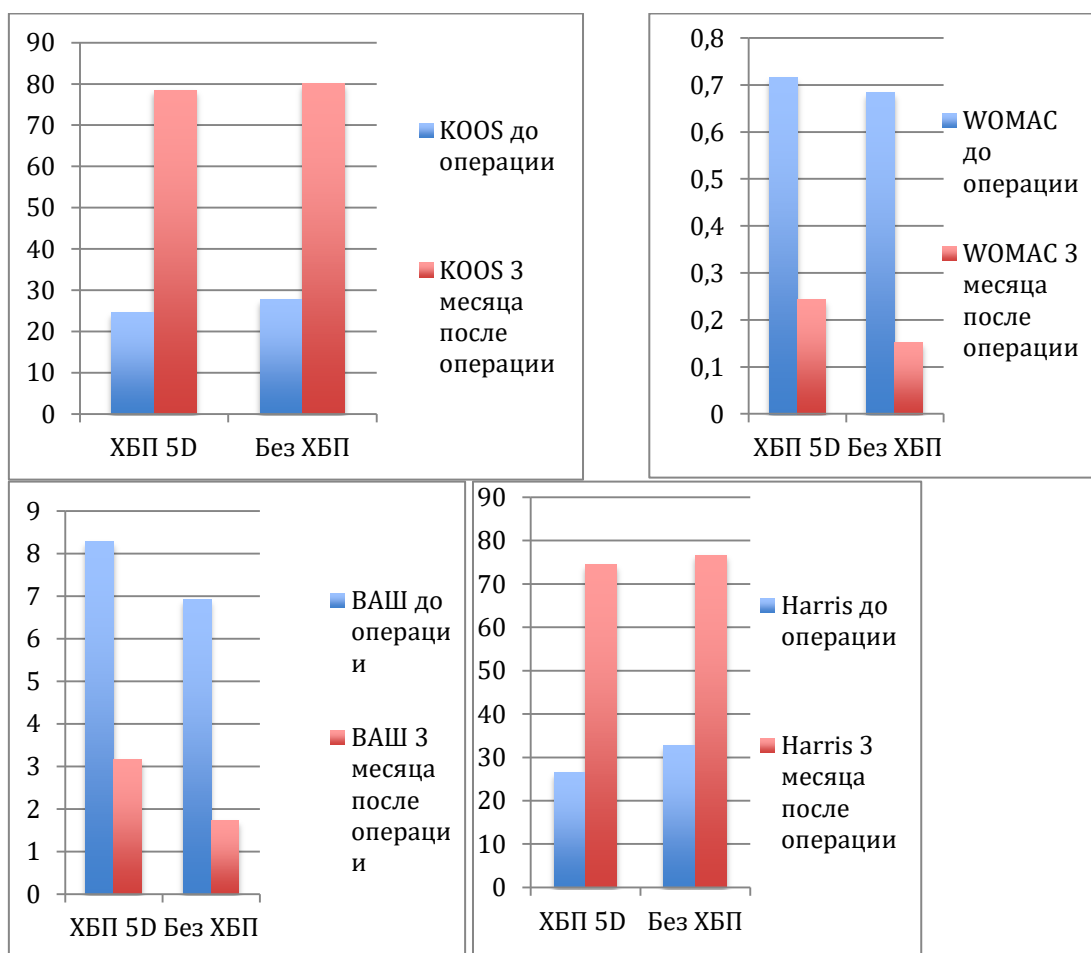 90
80
70
60
50
40
30
20
10
0
ХБП 5D
Без ХБП
KOOS до
операции
KOOS 3
месяца
после
операции
0,8
0,7
0,6
0,5
0,4
0,3
0,2
0,1
0
ХБП 5D
Без ХБП
WOMAC
до
операции
WOMAC 3
месяца
после
операции
9
8
7
6
5
4
3
2
1
0
ХБП 5D
Без ХБП
ВАШ до
операци
и
ВАШ 3
месяца
после
операци
и
90
80
70
60
50
40
30
20
10
0
ХБП 5D
Без ХБП
Harris до
операции
Harris 3
месяца
после
операции